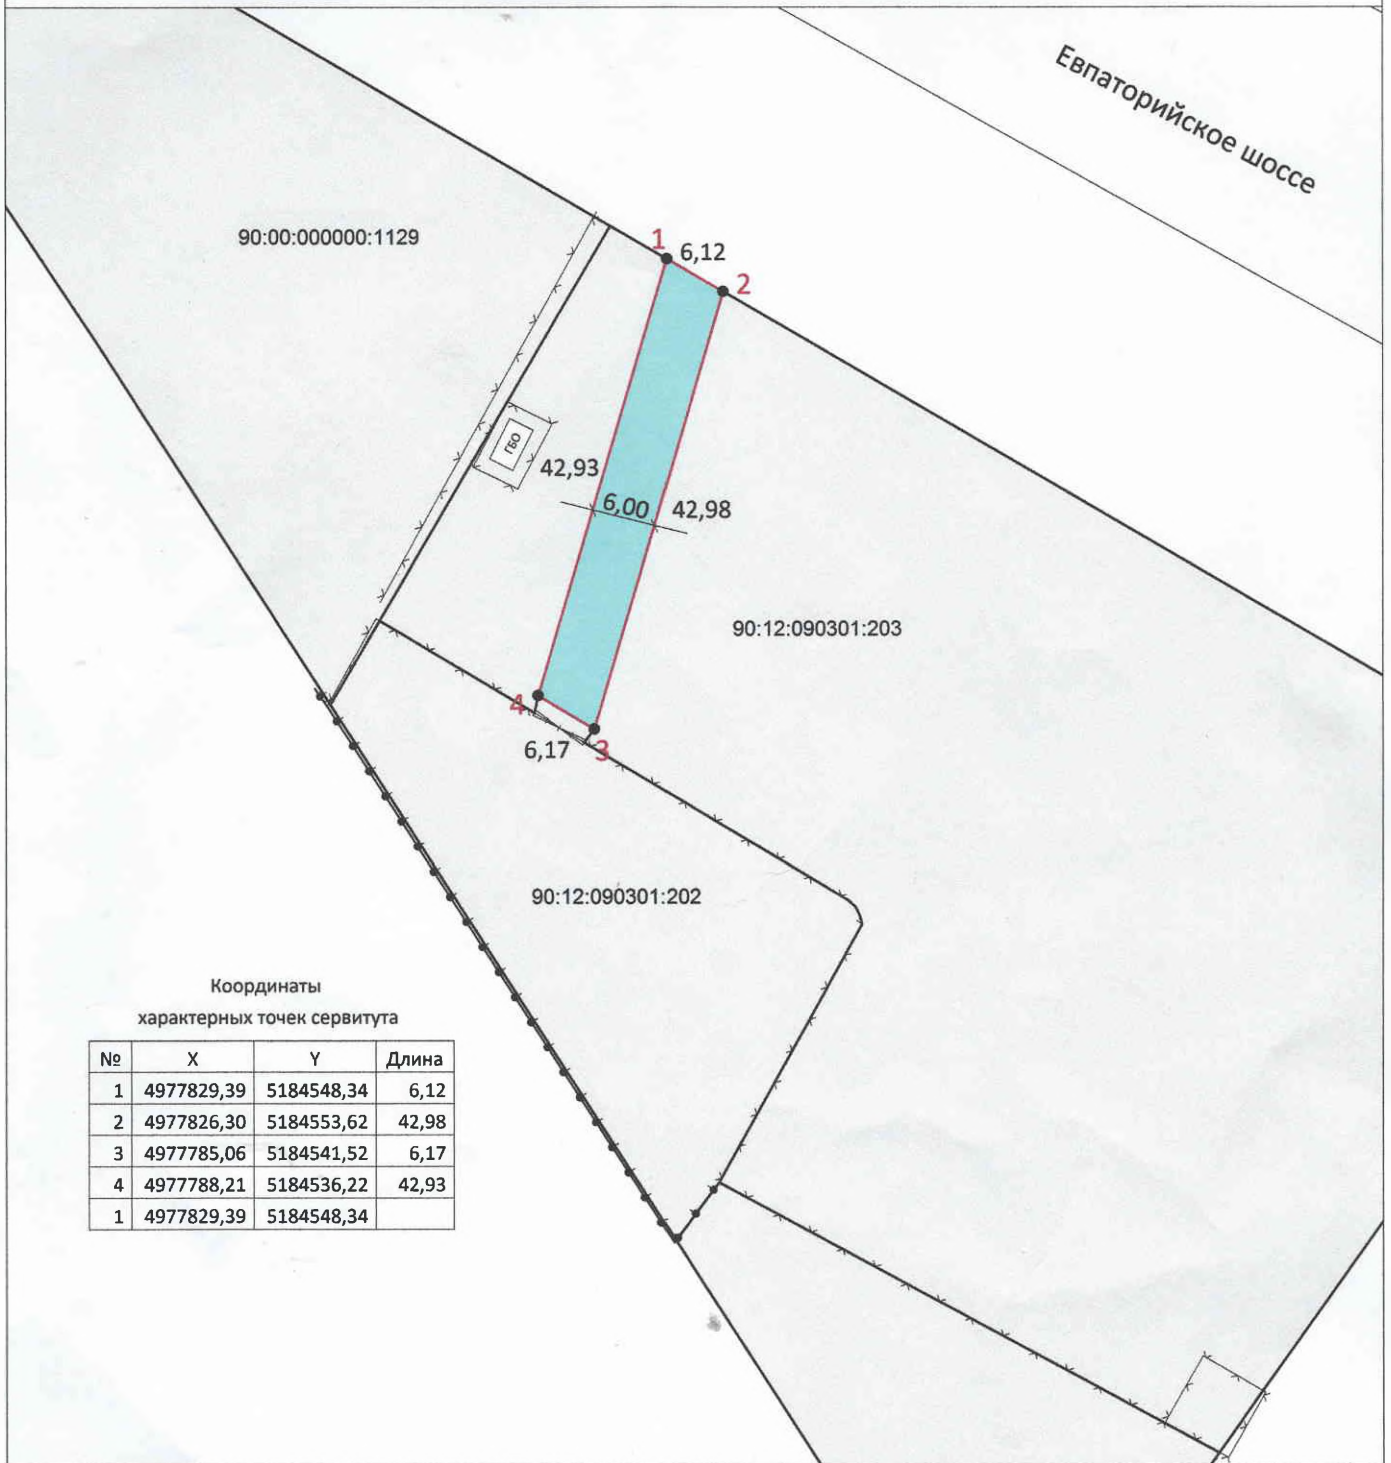 Евпаторийское шоссе
90:00:000000:1129
1
6,12
2
ГБО
42,93
6,00
42,98
90:12:090301:203
4
6,17
3
90:12:090301:202
Координаты
характерных точек сервитута
№ X Y Длина
1 4977829,39 5184548,34 6,12
2 4977826,30 5184553,62 42,98
3 4977785,06 5184541,52 6,17
4 4977788,21 5184536,22 42,93
1 4977829,39 5184548,34